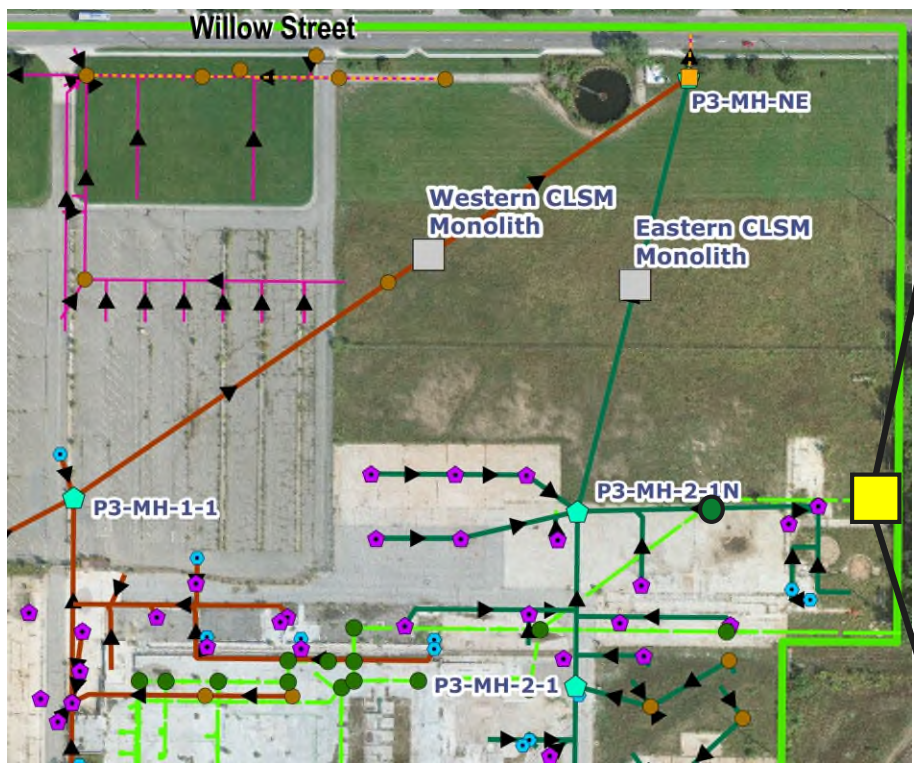 Willow Street
P3-MH-NE
Western CLSM
Monolith
Eastern CLSM
Monolith
P3-MH-1-1
P3-MH-2-1N
P3-MH-2-1